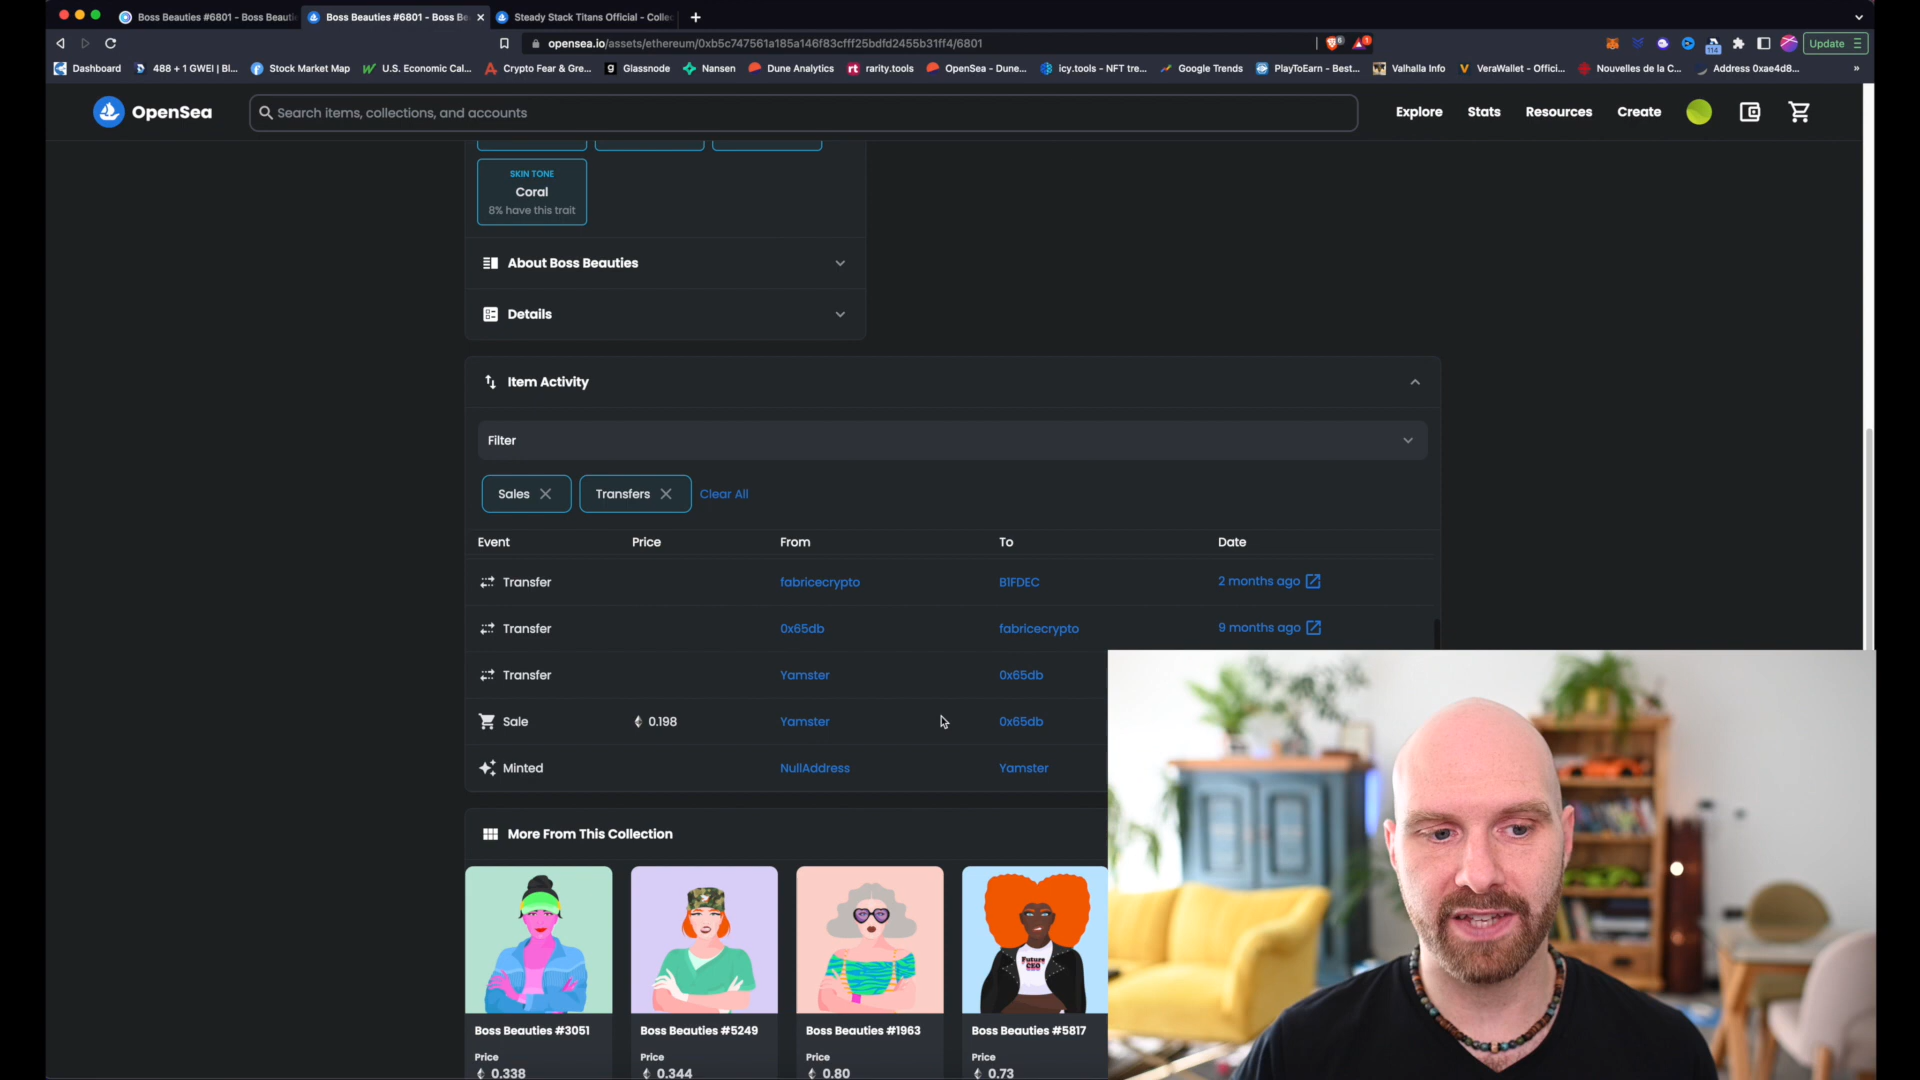 Boss Beauties #6801 - Boss Beauti
Boss Beauties #6801 - Boss Be
Steady Stack Titans Official - Collec
opensea.io/assets/ethereum/0xb5c747561a185a146f83cfff25bdfd2455b31ff4/6801
6
1
114
Update
Dashboard
488 + 1 GWEI | Bl...
Stock Market Map
U.S. Economic Cal...
Crypto Fear & Gre...
Glassnode
Nansen
Dune Analytics
rarity.tools
OpenSea - Dune...
icy.tools - NFT tre...
Google Trends
PlayToEarn - Best...
Valhalla Info
VeraWallet - Offici...
Nouvelles de la C...
Address 0xae4d8...
OpenSea
Search items, collections, and accounts
Explore
Stats
Resources
Create
SKIN TONE
Coral
8% have this trait
About Boss Beauties
Details
Item Activity
Filter
Sales
Transfers
Clear All
Event Price From To Date
Transfer fabricecrypto B1FDEC 2 months ago
Transfer 0x65db fabricecrypto 9 months ago
Transfer Yamster 0x65db
Sale 0.198 Yamster 0x65db
Minted NullAddress Yamster
More From This Collection
Future
CEO
Boss Beauties #3051
Boss Beauties #5249
Boss Beauties #1963
Boss Beauties #5817
Price
Price
Price
Price
0.338
0.344
0.80
0.73